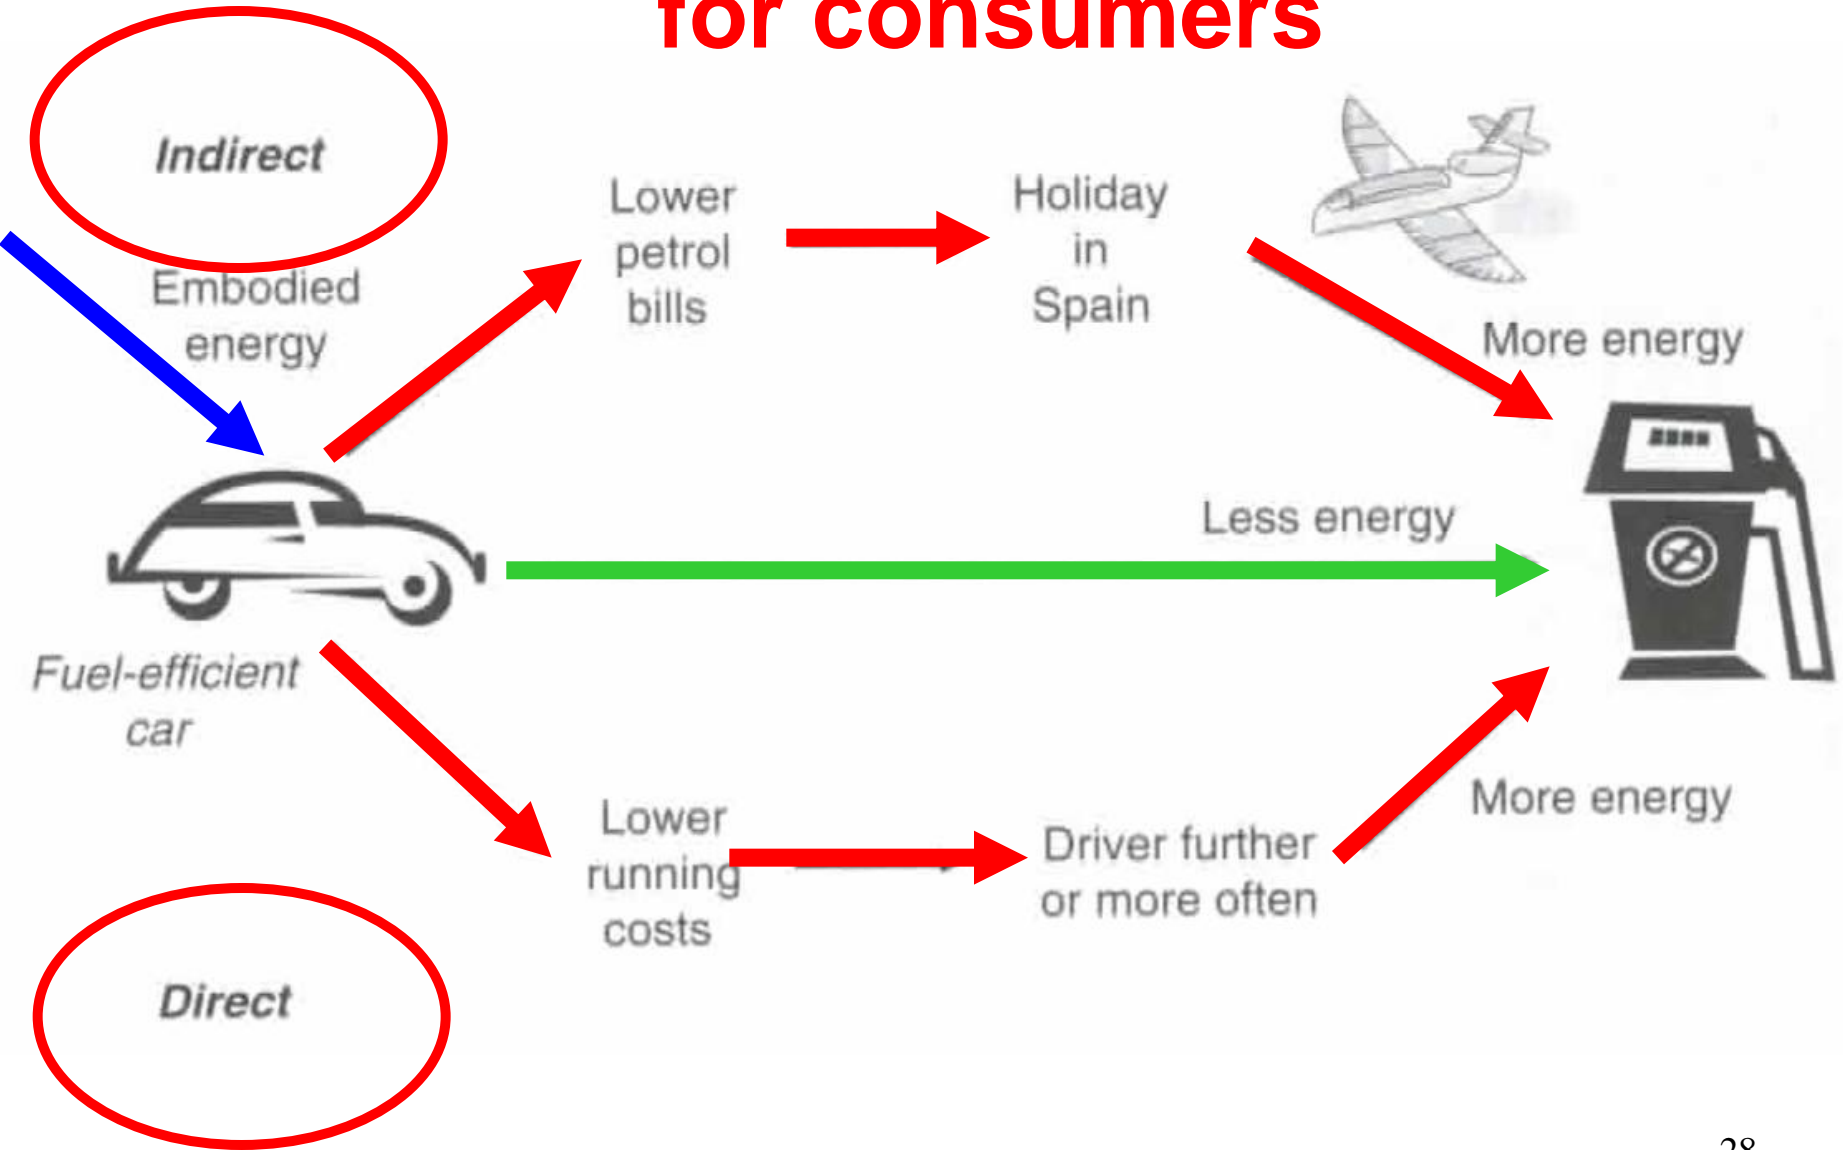 for consumers
Indirect
Embodied
energy
Lower
petrol
bills
Holiday
in
Spain
More energy
Less energy
Fuel-efficient
car
Lower
running
costs
Driver further
or more often
More energy
Direct
28